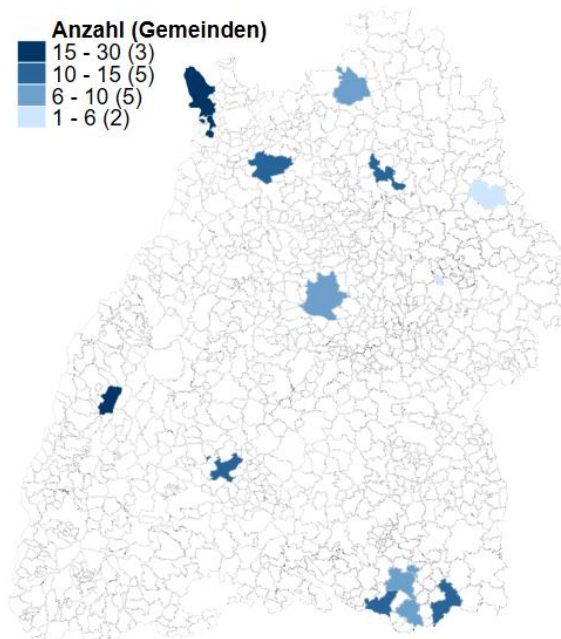 Anzahl (Gemeinden)
15 - 30 (3)
10 - 15 (5)
6 - 10 (5)
1 - 6 (2)